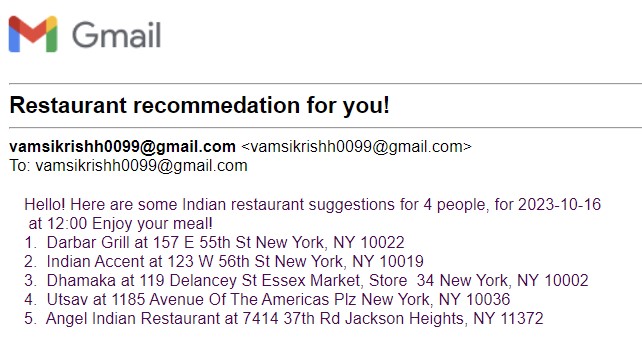 Gmail
Restaurant recommedation for you!
vamsikrishh0099@gmail.com <vamsikrishh0099@gmail.com>
To: vamsikrishh0099@gmail.com
Hello! Here are some Indian restaurant suggestions for 4 people, for 2023-10-16
at 12:00 Enjoy your meal!
1. Darbar Grill at 157 E 55th St New York, NY 10022
2. Indian Accent at 123 W 56th St New York, NY 10019
3. Dhamaka at 119 Delancey St Essex Market, Store 34 New York, NY 10002
4. Utsav at 1185 Avenue Of The Americas Plz New York, NY 10036
5. Angel Indian Restaurant at 7414 37th Rd Jackson Heights, NY 11372